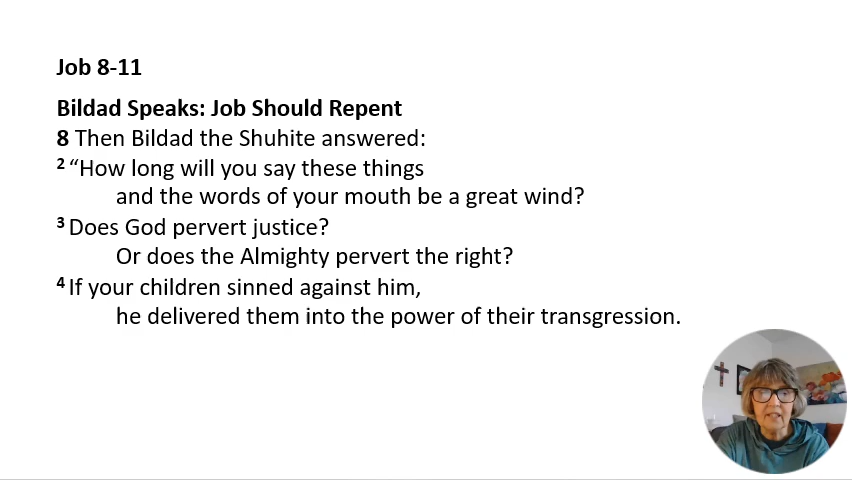 Job 8-11
Bildad Speaks: Job Should Repent
8 Then Bildad the Shuhite answered:
2 “How long will you say these things
and the words of your mouth be a great wind?
3 Does God pervert justice?
Or does the Almighty pervert the right?
4 If your children sinned against him,
he delivered them into the power of their transgression.